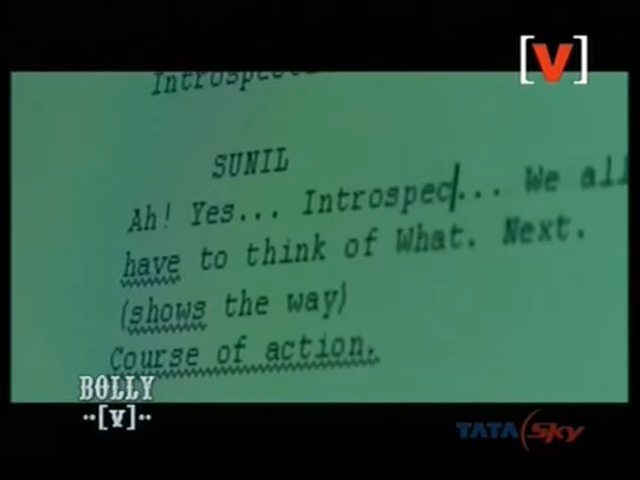 [V]
SUNIL
Ah! Yes... Introspec... We all
have to think of What. Next.
(shows the way)
Course of action.
BOLLY
[V]
TATA Sky